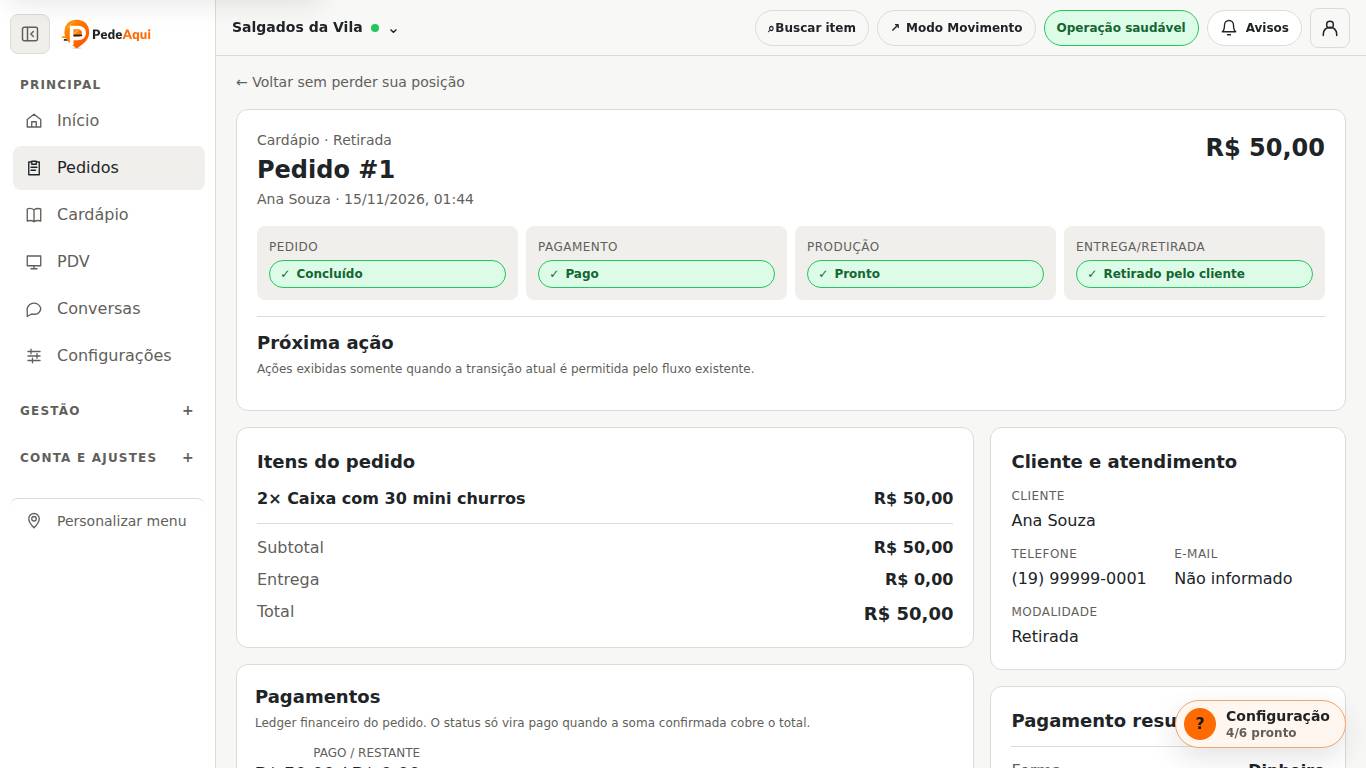 PedeAqui
PRINCIPAL
Início
Pedidos
Cardápio
PDV
Conversas
Configurações
GESTÃO +
CONTA E AJUSTES +
Personalizar menu
Salgados da Vila
Buscar item
↗ Modo Movimento
Operação saudável
Avisos
← Voltar sem perder sua posição
Cardápio · Retirada
Pedido #1
Ana Souza · 15/11/2026, 01:44
R$ 50,00
PEDIDO
✓ Concluído
PAGAMENTO
✓ Pago
PRODUÇÃO
✓ Pronto
ENTREGA/RETIRADA
✓ Retirado pelo cliente
Próxima ação
Ações exibidas somente quando a transição atual é permitida pelo fluxo existente.
Itens do pedido
2× Caixa com 30 mini churros R$ 50,00
Subtotal R$ 50,00
Entrega R$ 0,00
Total R$ 50,00
Pagamentos
Ledger financeiro do pedido. O status só vira pago quando a soma confirmada cobre o total.
PAGO / RESTANTE
Cliente e atendimento
CLIENTE
Ana Souza
TELEFONE
(19) 99999-0001
E-MAIL
Não informado
MODALIDADE
Retirada
Pagamento resu
Forma Dinheiro
?
Configuração
4/6 pronto